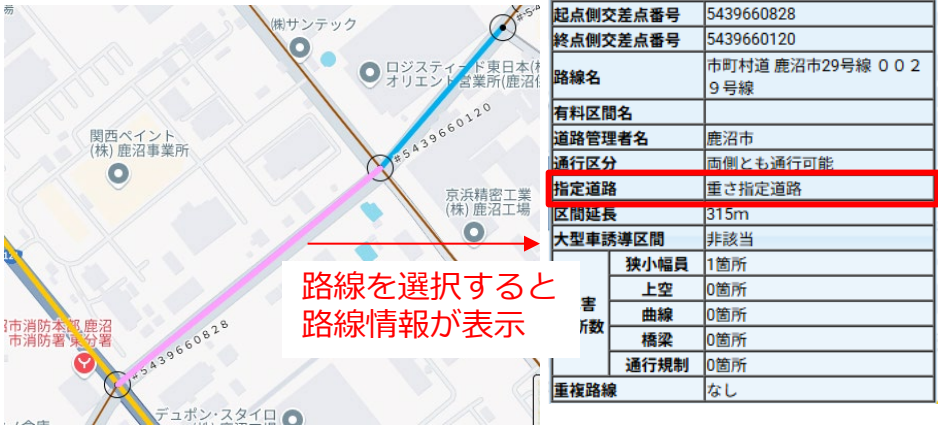 (株)サンテック
ロジスティード東日本(株
オリエント営業所(鹿沼倉
#5439660120
関西ペイント
(株)鹿沼事業所
京浜精密工業
(株)鹿沼工場
路線を選択すると
路線情報が表示
市消防本部 鹿沼
市消防署 東分署
#5439660828
デュポン・スタイロ
起点側交差点番号 5439660828
終点側交差点番号 5439660120
路線名 市町村道 鹿沼市29号線 ００２
９号線
有料区間名
道路管理者名 鹿沼市
通行区分 両側とも通行可能
指定道路 重さ指定道路
区間延長 315m
大型車誘導区間 非該当
害
所数
狭小幅員 1箇所
上空 0箇所
曲線 0箇所
橋梁 0箇所
通行規制 0箇所
重複路線 なし